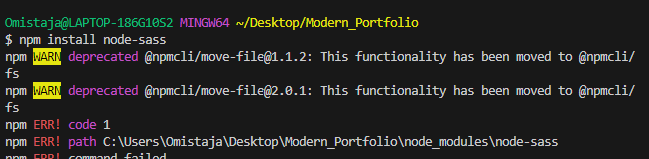 Omistaja@LAPTOP-186G10S2 MINGW64 ~/Desktop/Modern_Portfolio
$ npm install node-sass
npm WARN deprecated @npmcli/move-file@1.1.2: This functionality has been moved to @npmcli/
fs
npm WARN deprecated @npmcli/move-file@2.0.1: This functionality has been moved to @npmcli/
fs
npm ERR! code 1
npm ERR! path C:\Users\Omistaja\Desktop\Modern_Portfolio\node_modules\node-sass
npm ERR! command failed